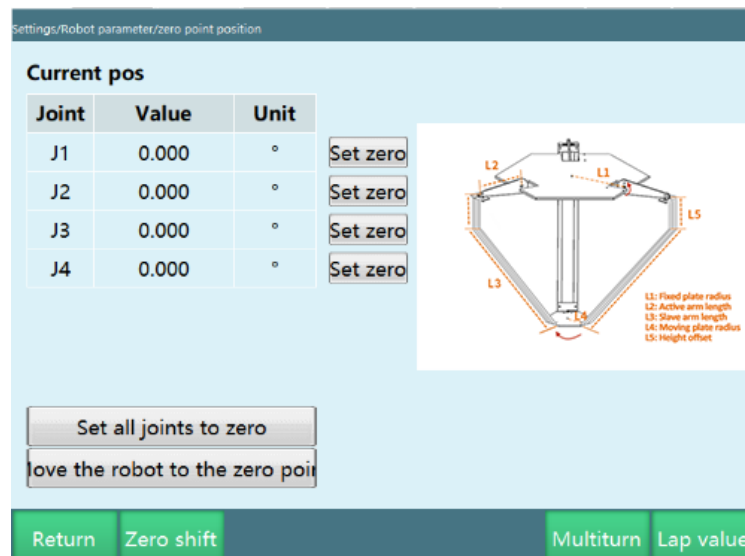 Settings/Robot parameter/zero point position
Current pos
Joint Value Unit
J1 0.000 ° Set zero
J2 0.000 ° Set zero
J3 0.000 ° Set zero
J4 0.000 ° Set zero
L2
L1
L5
L3
L4
L1: Fixed plate radius
L2: Active arm length
L3: Slave arm length
L4: Moving plate radius
L5: Height offset
Set all joints to zero
love the robot to the zero poin
Return Zero shift Multiturn Lap value